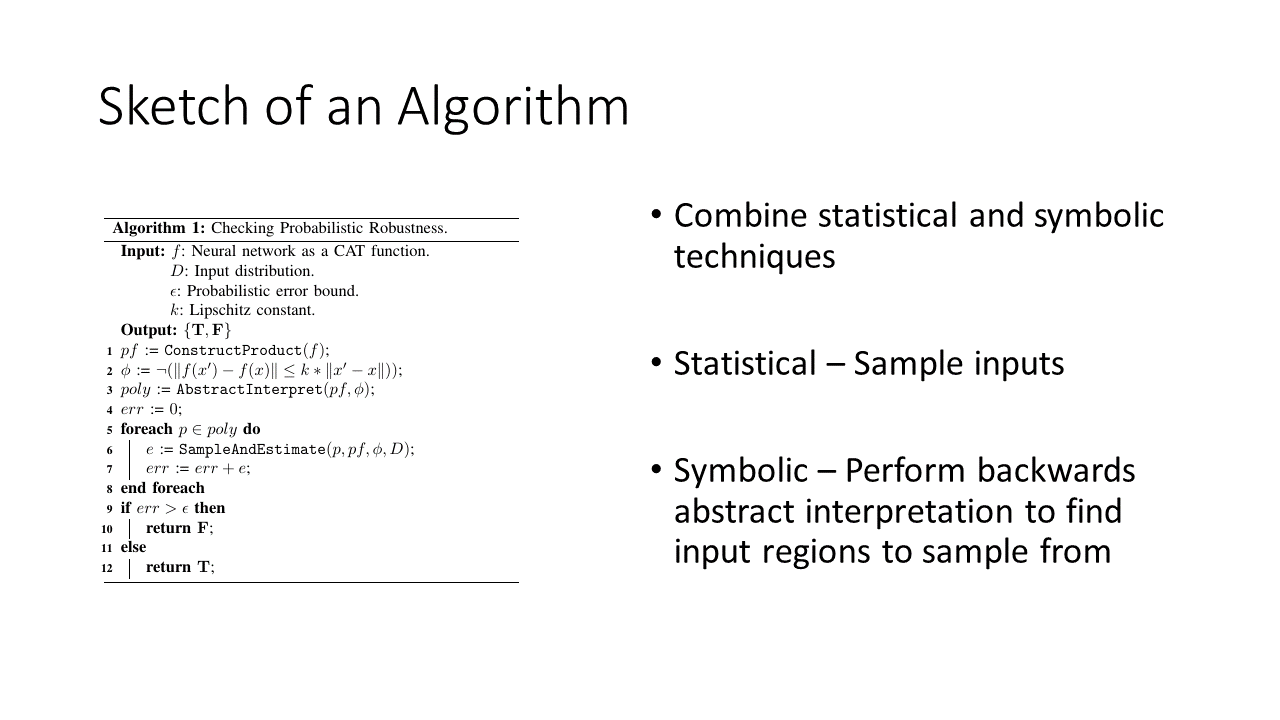 Sketch of an Algorithm
Algorithm 1: Checking Probabilistic Robustness.
Input: f: Neural network as a CAT function.
D: Input distribution.
ϵ: Probabilistic error bound.
k: Lipschitz constant.
Output: {T, F}
1 pf := ConstructProduct(f);
2 ϕ := ¬(‖f(x′) − f(x)‖ ≤ k ∗ ‖x′ − x‖));
3 poly := AbstractInterpret(pf, ϕ);
4 err := 0;
5 foreach p ∈ poly do
6 e := SampleAndEstimate(p, pf, ϕ, D);
7 err := err + e;
8 end foreach
9 if err > ϵ then
10 return F;
11 else
12 return T;
• Combine statistical and symbolic
techniques
• Statistical – Sample inputs
• Symbolic – Perform backwards
abstract interpretation to find
input regions to sample from